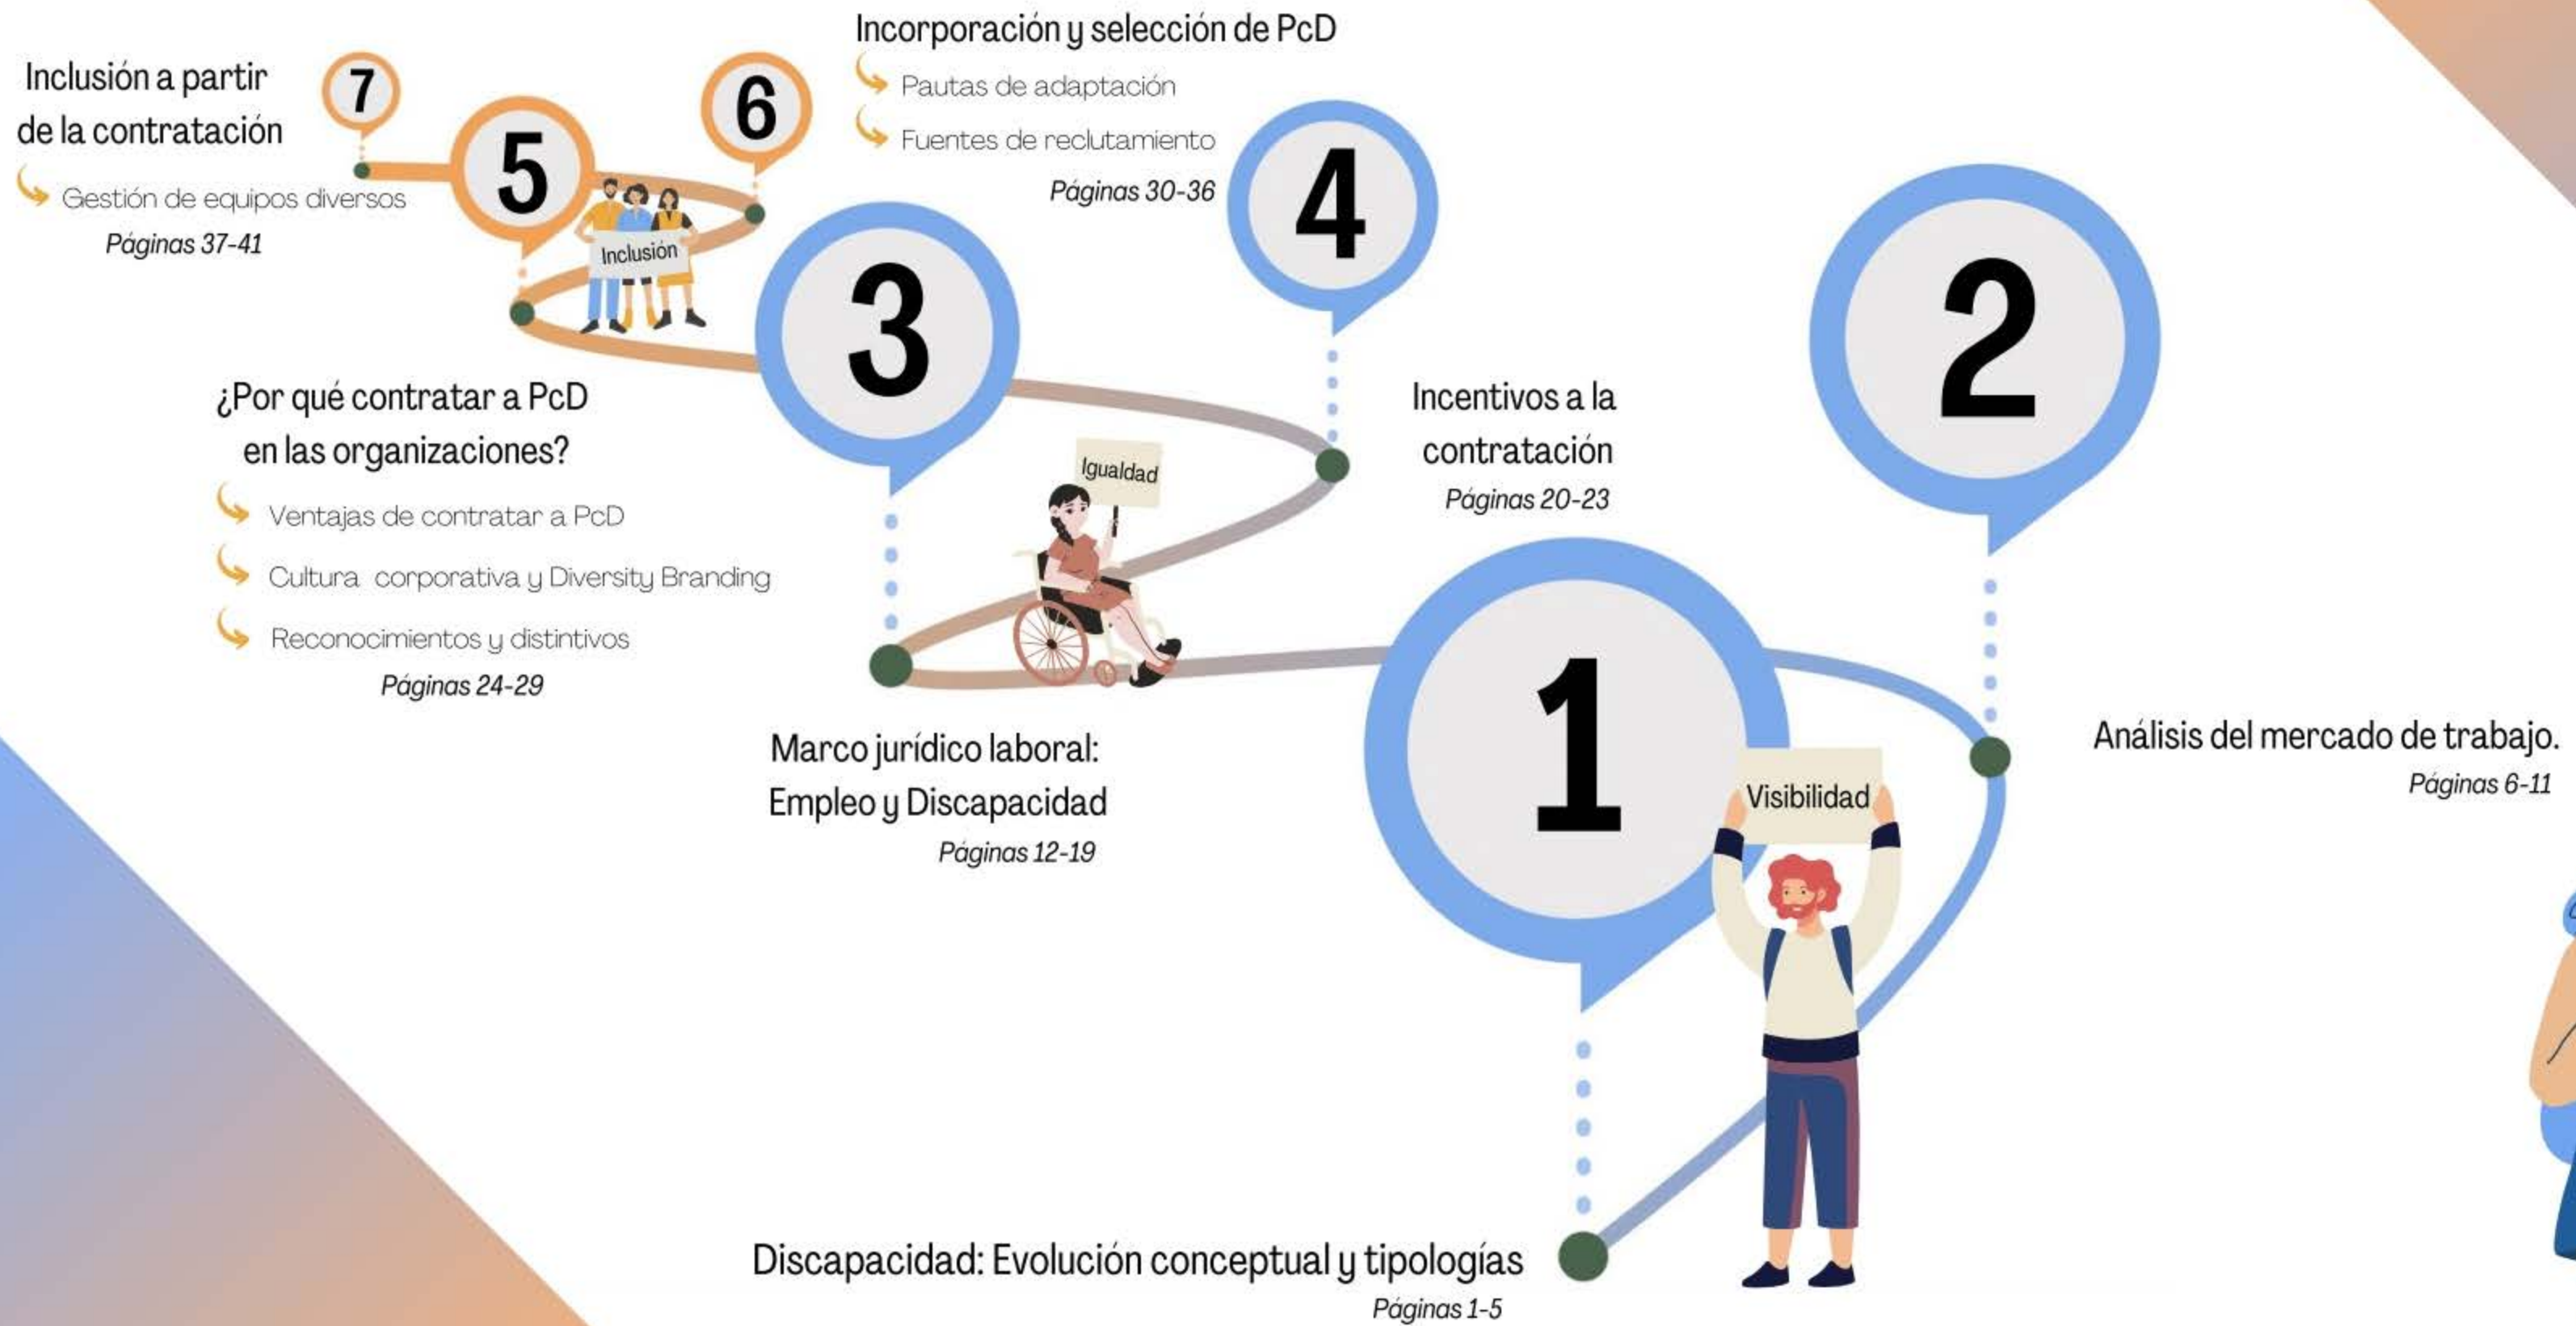 7
Inclusión a partir
de la contratación
Gestión de equipos diversos
Páginas 37-41
6
Incorporación y selección de PcD
Pautas de adaptación
Fuentes de reclutamiento
Páginas 30-36
5
Inclusión
¿Por qué contratar a PcD
en las organizaciones?
Ventajas de contratar a PcD
Cultura corporativa y Diversity Branding
Reconocimientos y distintivos
Páginas 24-29
4
Incentivos a la
contratación
Páginas 20-23
3
Igualdad
Marco jurídico laboral:
Empleo y Discapacidad
Páginas 12-19
2
Análisis del mercado de trabajo.
Páginas 6-11
1
Visibilidad
Discapacidad: Evolución conceptual y tipologías
Páginas 1-5